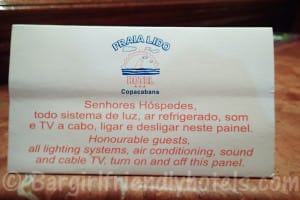 PRAIA LIDO
HOTEL
Copacabana
Senhores Hóspedes,
todo sistema de luz, ar refrigerado, som
e TV a cabo, ligar e desligar neste painel.
Honourable guests,
all lighting systems, air conditioning, sound
and cable TV, turn on and off this panel.
©Bargirlfriendlyhotels.com